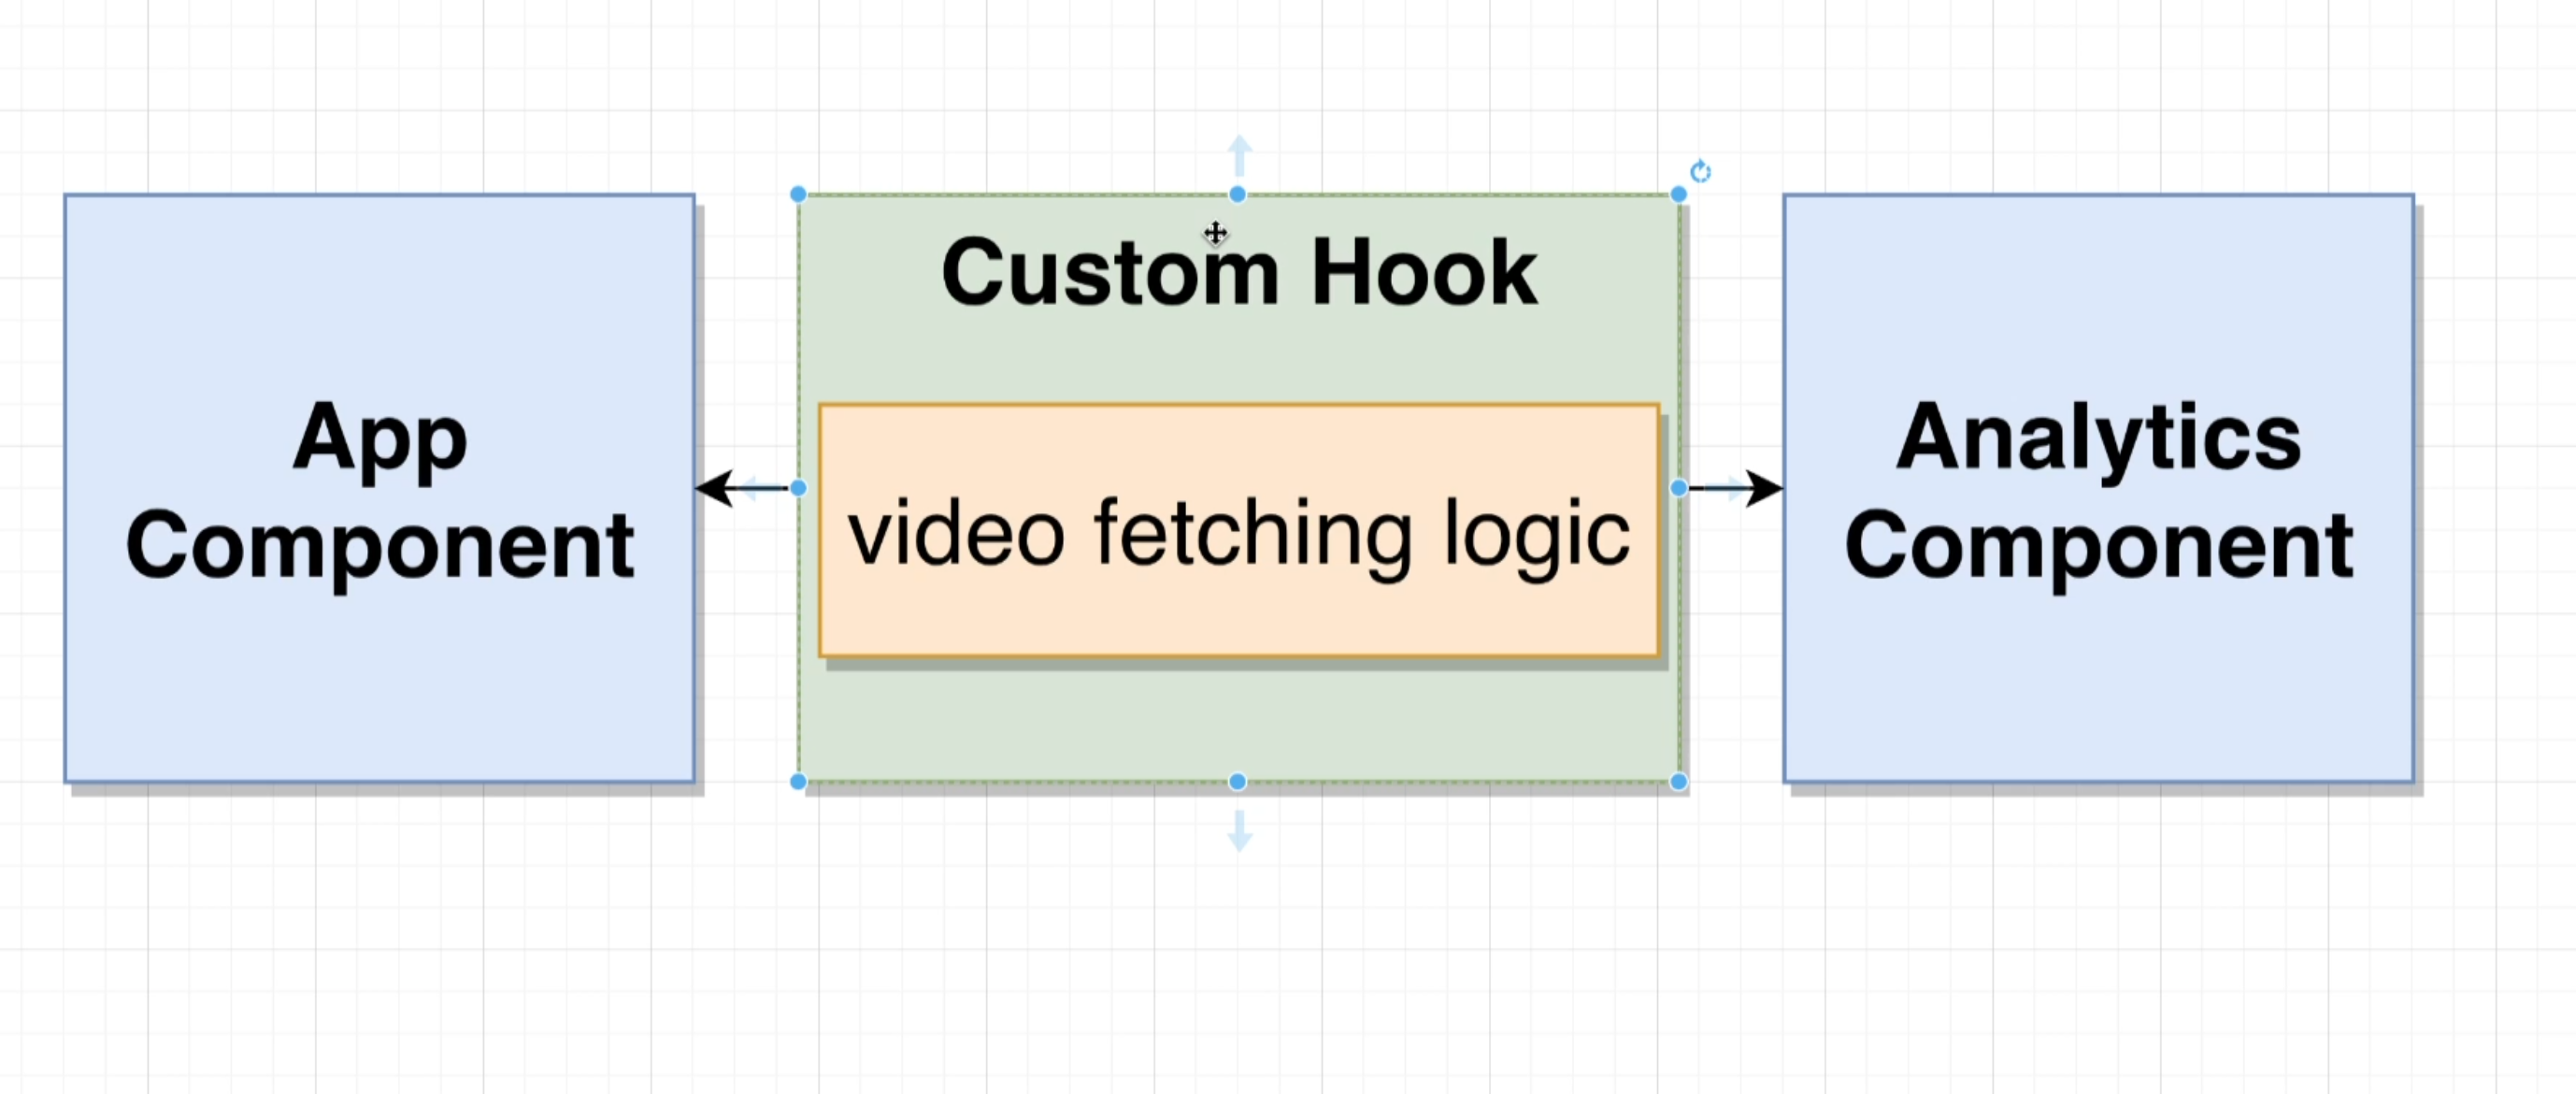 App
Component
Custom Hook
video fetching logic
Analytics
Component